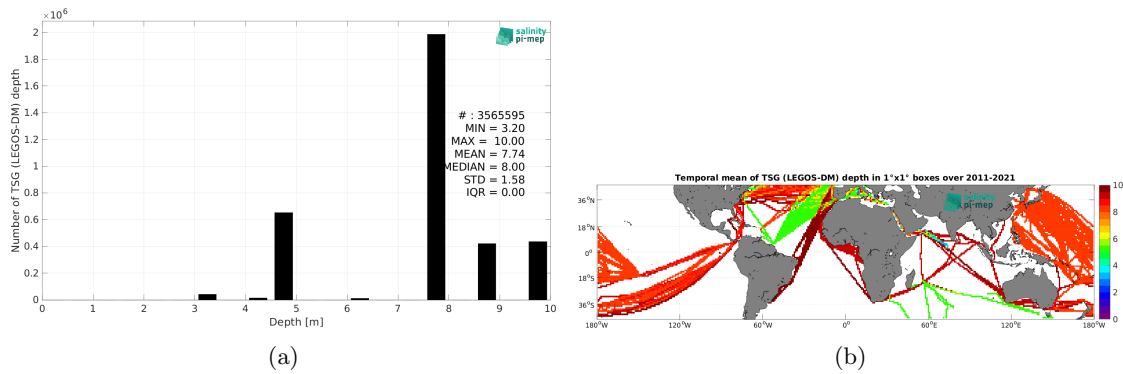 ×10⁶
2
1.8
1.6
1.4
1.2
1
0.8
0.6
0.4
0.2
0
Number of TSG (LEGOS-DM) depth
salinity
pi-mep
# : 3565595
MIN = 3.20
MAX = 10.00
MEAN = 7.74
MEDIAN = 8.00
STD = 1.58
IQR = 0.00
0 1 2 3 4 5 6 7 8 9 10
Depth [m]
(a)
Temporal mean of TSG (LEGOS-DM) depth in 1°x1° boxes over 2011-2021
salinity
pi-mep
36°N
18°N
0°
18°S
36°S
180°W 120°W 60°W 0° 60°E 120°E 180°W
10
8
6
4
2
0
(b)